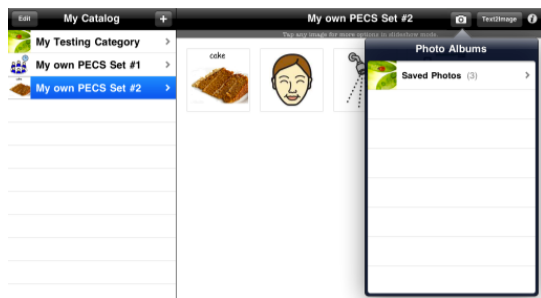 Edit
My Catalog
+
My own PECS Set #2
Text2Image
i
My Testing Category
My own PECS Set #1
My own PECS Set #2
Tap any image for more options in slideshow mode.
cake
Photo Albums
Saved Photos (3)